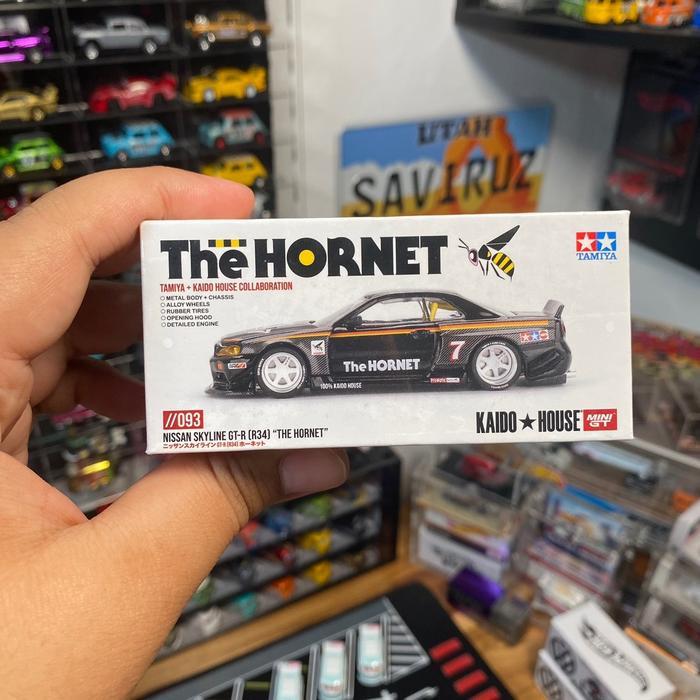 UTAH
SAVIRUZ
The HORNET
TAMIYA
TAMIYA + KAIDO HOUSE COLLABORATION
METAL BODY + CHASSIS
ALLOY WHEELS
RUBBER TIRES
OPENING HOOD
DETAILED ENGINE
The HORNET
7
100% KAIDO HOUSE
//093
NISSAN SKYLINE GT-R (R34) "THE HORNET"
ニッサンスカイライン GT-R (R34) ホーネット
KAIDO★HOUSE
MINI GT